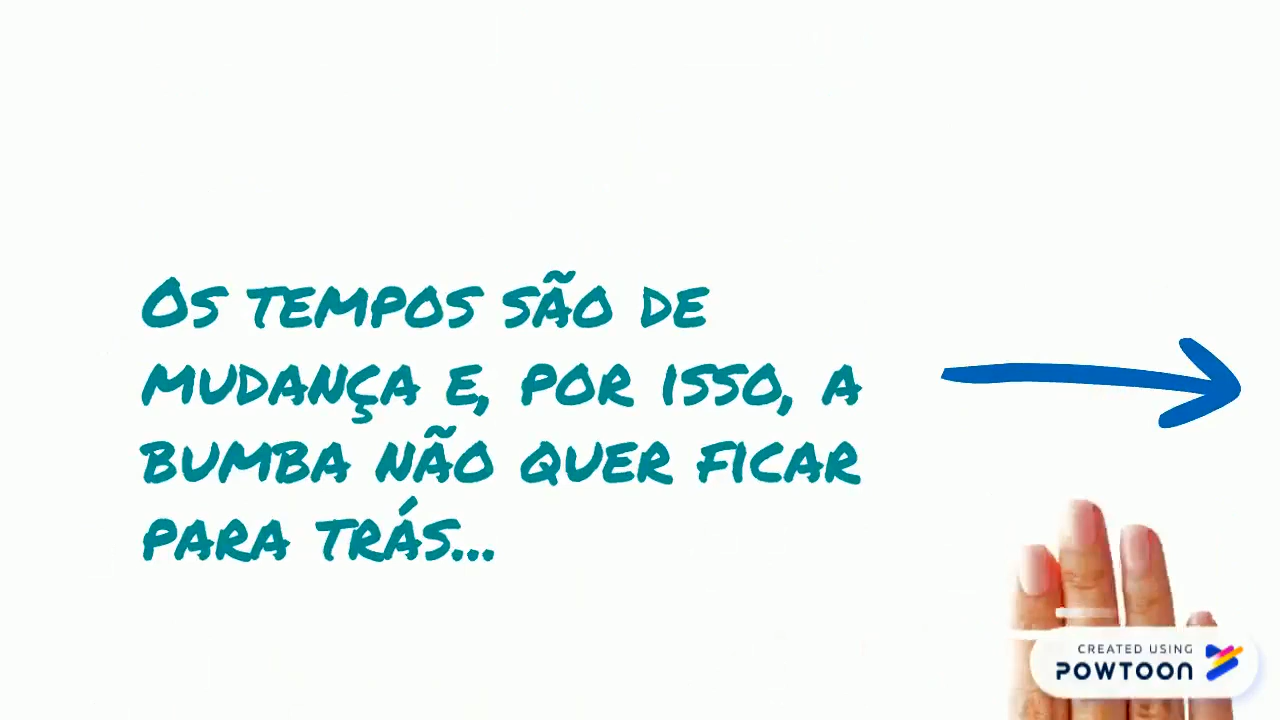 Os tempos são de
mudança e, por isso, a
bumba não quer ficar
para trás...
CREATED USING
POWTOON